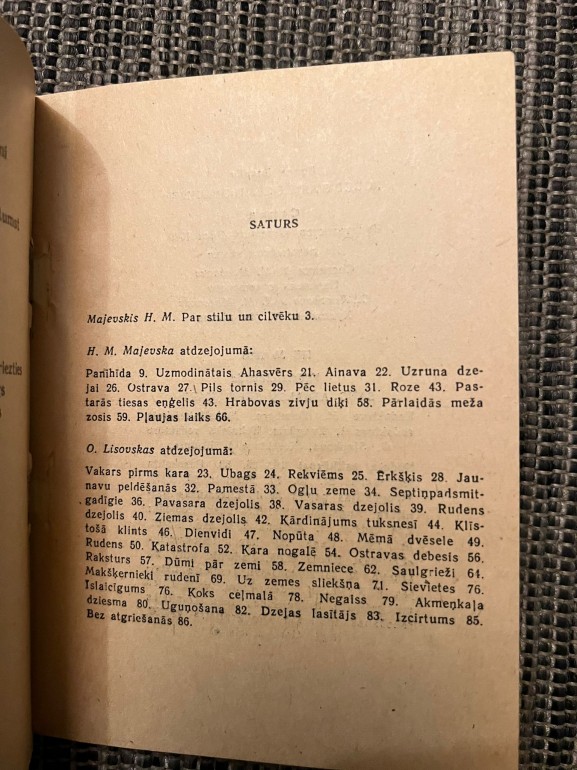 lumst
SATURS
Majevskis H. M. Par stilu un cilvēku 3.
H. M. Majevska atdzejojumā:
Panīhida 9. Uzmodinātais Ahasvērs 21. Ainava 22. Uzruna dze-
jai 26. Ostrava 27. Pils tornis 29. Pēc lietus 31. Roze 43. Pas-
tarās tiesas eņģelis 43. Hrabovas zivju dīķi 58. Pārlaidās meža
zosis 59. Pļaujas laiks 66.
O. Lisovskas atdzejojumā:
Vakars pirms kara 23. Ubags 24. Rekviēms 25. Ērkšķis 28. Jau-
navu peldēšanās 32. Pamestā 33. Ogļu zeme 34. Septiņpadsmit-
gadīgie 36. Pavasara dzejolis 38. Vasaras dzejolis 39. Rudens
dzejolis 40. Ziemas dzejolis 42. Kārdinājums tuksnesī 44. Klīs-
tošā klints 46. Dienvidi 47. Nopūta 48. Mēmā dvēsele 49.
Rudens 50. Katastrofa 52. Kara nogalē 54. Ostravas debesis 56.
Raksturs 57. Dūmi pār zemi 58. Zemniece 62. Saulgrieži 64.
Makšķernieki rudenī 69. Uz zemes sliekšņa 71. Sievietes 76.
Islaicīgums 76. Koks ceļmalā 78. Negaiss 79. Akmeņkaļa
dziesma 80. Uguņošana 82. Dzejas lasītājs 83. Izcirtums 85.
Bez atgriešanās 86.